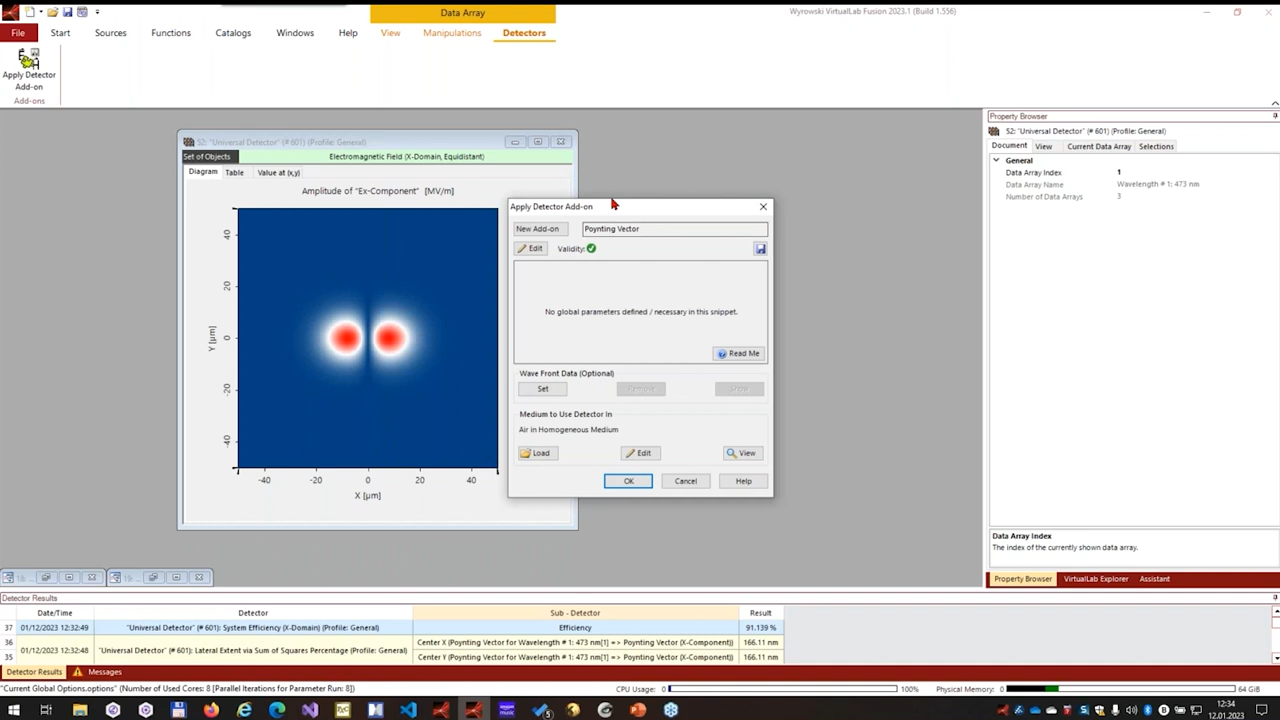 Data Array
Wyrowski VirtualLab Fusion 2023.1 (Build 1.556)
File Start Sources Functions Catalogs Windows Help View Manipulations Detectors
Apply Detector
Add-on
Add-ons
Property Browser
52: "Universal Detector" (# 601) (Profile: General)
52: "Universal Detector" (# 601) (Profile: General)
Document View Current Data Array Selections
Set of Objects Electromagnetic Field (X-Domain, Equidistant)
General
Diagram Table Value at (x,y)
Data Array Index 1
Data Array Name Wavelength # 1: 473 nm
Number of Data Arrays 3
Amplitude of "Ex-Component" [MV/m]
Y [µm]
40
20
0
-20
-40
-40 -20 0 20 40
X [µm]
Apply Detector Add-on
New Add-on Poynting Vector
Edit Validity:
No global parameters defined / necessary in this snippet.
Read Me
Wave Front Data (Optional)
Set Remove Show
Medium to Use Detector In
Air in Homogeneous Medium
Load Edit View
OK Cancel Help
Data Array Index
The index of the currently shown data array.
Property Browser VirtualLab Explorer Assistant
Detector Results
Date/Time Detector Sub - Detector Result
37 01/12/2023 12:32:49 "Universal Detector" (# 601): System Efficiency (X-Domain) (Profile: General) Efficiency 91.139 %
36 Center X (Poynting Vector for Wavelength # 1: 473 nm[1] => Poynting Vector (X-Component)) 166.11 nm
01/12/2023 12:32:48 "Universal Detector" (# 601): Lateral Extent via Sum of Squares Percentage (Profile: General)
35 Center Y (Poynting Vector for Wavelength # 1: 473 nm[1] => Poynting Vector (X-Component)) 166.11 nm
Detector Results Messages
"Current Global Options.options" (Number of Used Cores: 8 [Parallel Iterations for Parameter Run: 8]) CPU Usage: 0 100% Physical Memory: 0 64 GiB
12:34
12.01.2023